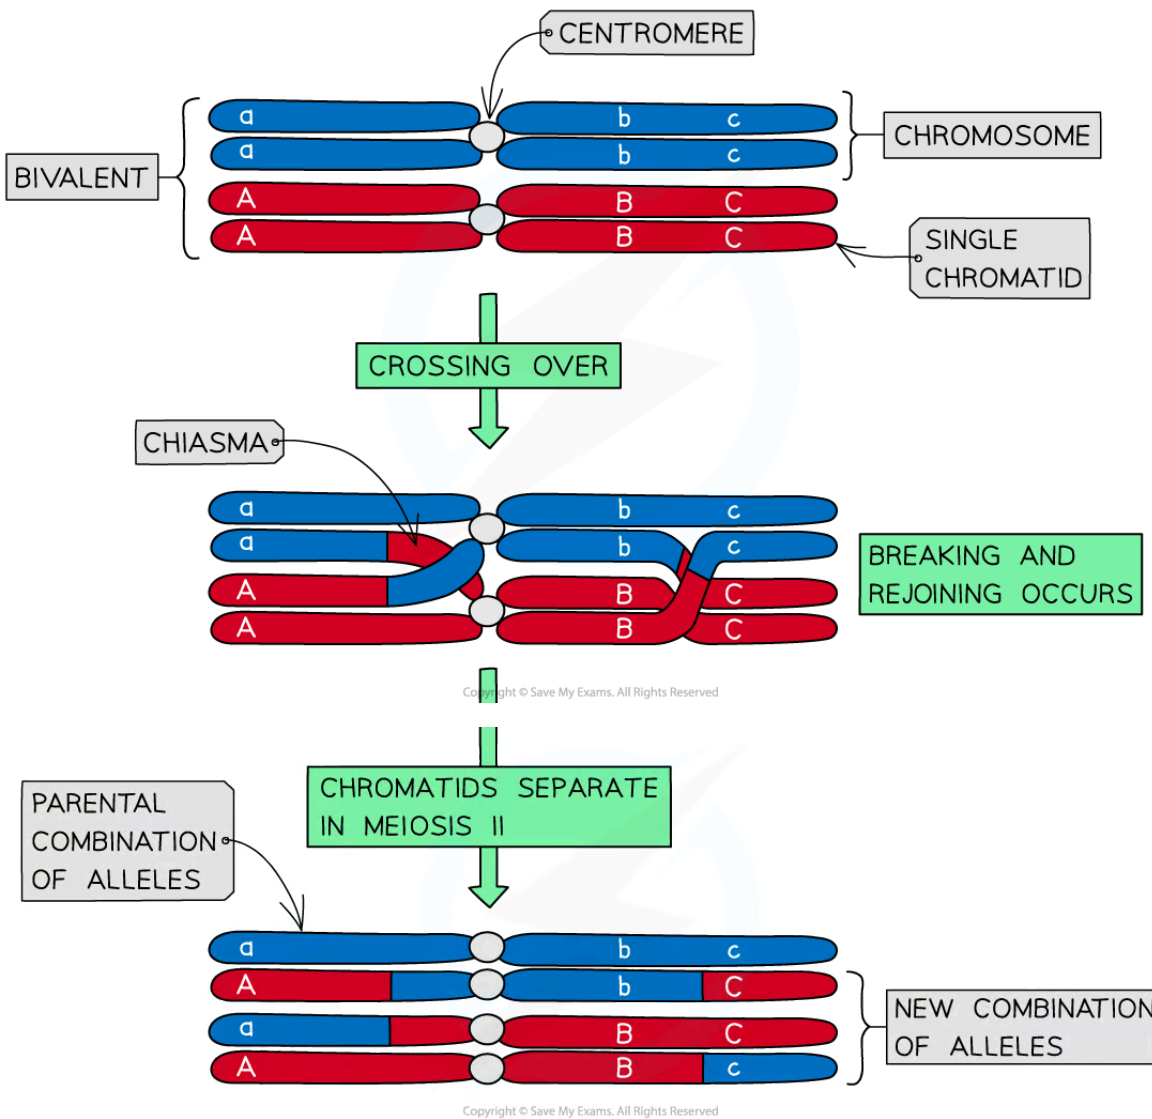 CENTROMERE
a b c
CHROMOSOME
a b c
BIVALENT
A B C
A B C
SINGLE
CHROMATID
CROSSING OVER
CHIASMA
a b c
a b c
BREAKING AND
REJOINING OCCURS
A B C
A B C
Copyright © Save My Exams. All Rights Reserved
CHROMATIDS SEPARATE
IN MEIOSIS II
PARENTAL
COMBINATION
OF ALLELES
a b c
A b C
NEW COMBINATION
OF ALLELES
a B C
A B c
Copyright © Save My Exams. All Rights Reserved